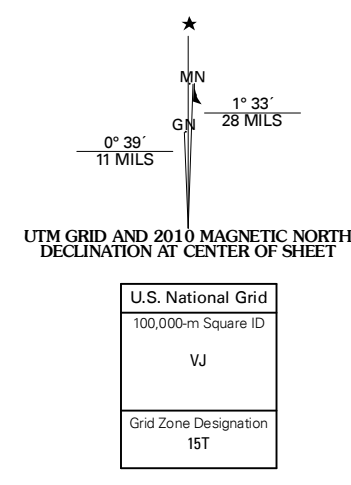 MN
1° 33´
28 MILS
GN
0° 39´
11 MILS
UTM GRID AND 2010 MAGNETIC NORTH
DECLINATION AT CENTER OF SHEET
U.S. National Grid
100,000-m Square ID
VJ
Grid Zone Designation
15T